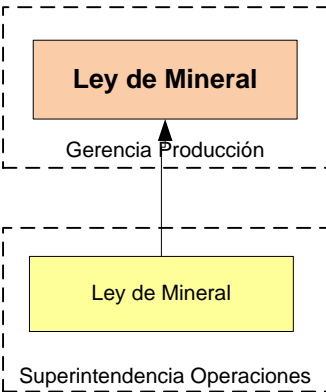 Ley de Mineral
Gerencia Producción
Ley de Mineral
Superintendencia Operaciones